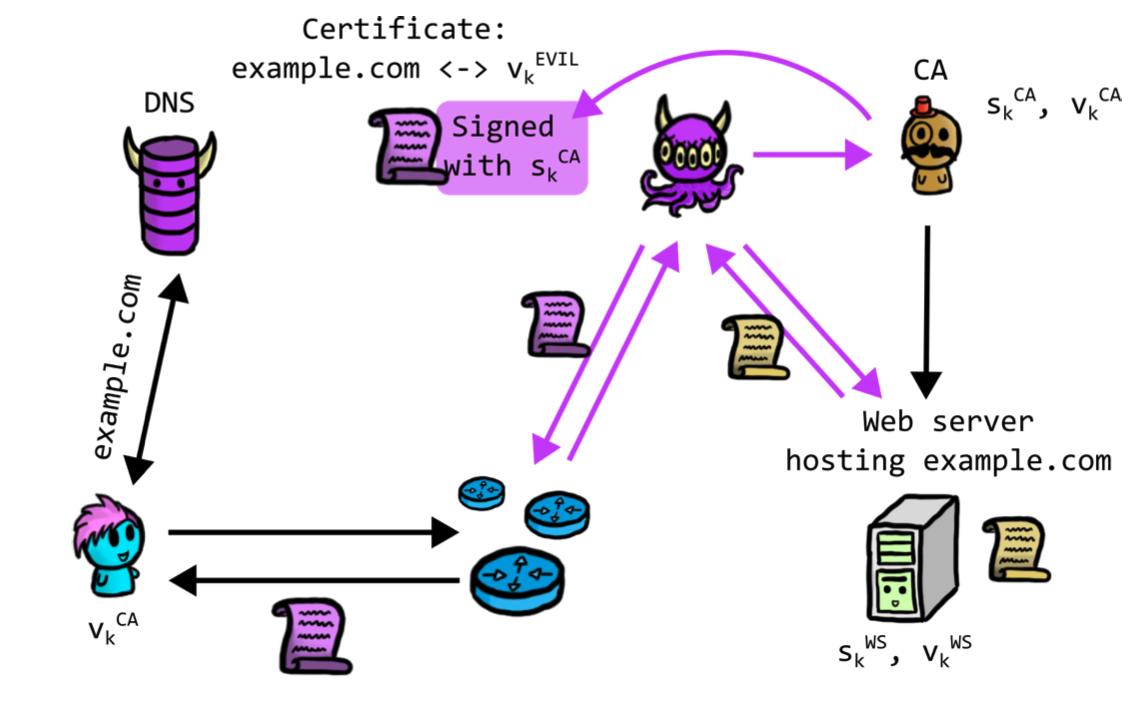 Certificate:
example.com <-> vₖᴱⱽᴵᴸ
DNS
Signed
with sₖᶜᴬ
CA
sₖᶜᴬ, vₖᶜᴬ
example.com
Web server
hosting example.com
vₖᶜᴬ
sₖᵂˢ, vₖᵂˢ